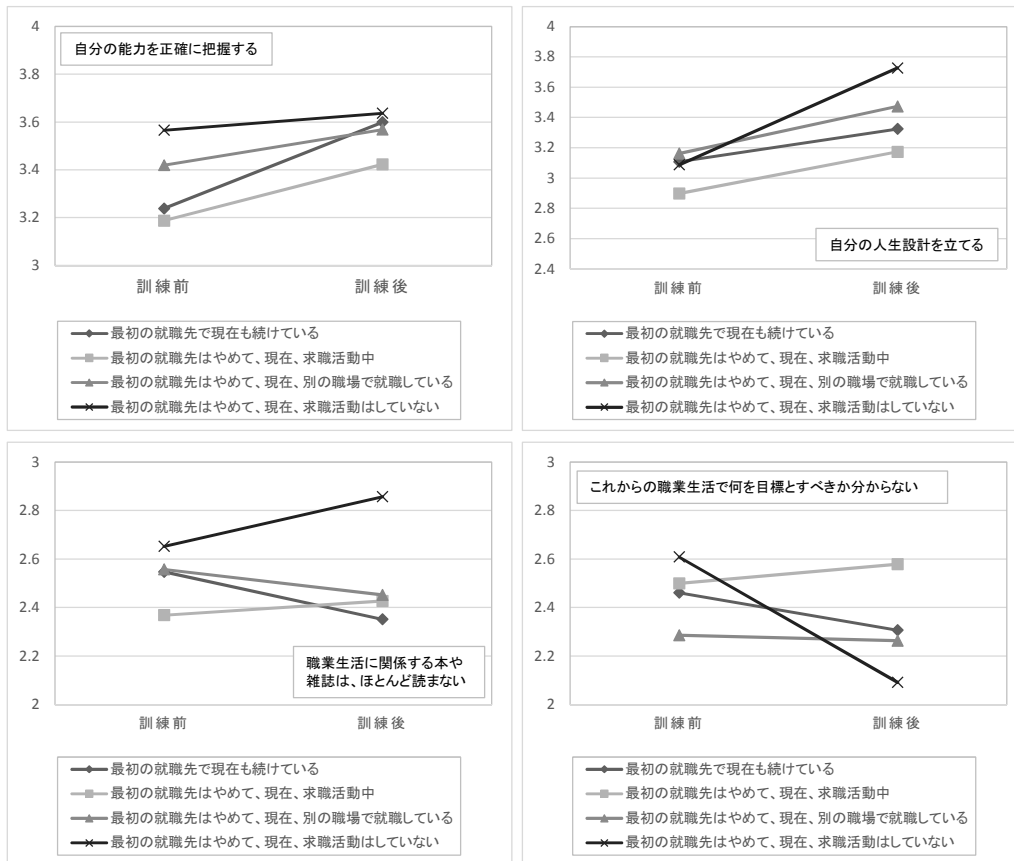 4
自分の能力を正確に把握する
3.8
3.6
3.4
3.2
3
訓練前
訓練後
最初の就職先で現在も続けている
最初の就職先はやめて、現在、求職活動中
最初の就職先はやめて、現在、別の職場で就職している
最初の就職先はやめて、現在、求職活動はしていない
4
3.8
3.6
3.4
3.2
3
2.8
2.6
2.4
自分の人生設計を立てる
訓練前
訓練後
最初の就職先で現在も続けている
最初の就職先はやめて、現在、求職活動中
最初の就職先はやめて、現在、別の職場で就職している
最初の就職先はやめて、現在、求職活動はしていない
3
2.8
2.6
2.4
2.2
2
職業生活に関係する本や
雑誌は、ほとんど読まない
訓練前
訓練後
最初の就職先で現在も続けている
最初の就職先はやめて、現在、求職活動中
最初の就職先はやめて、現在、別の職場で就職している
最初の就職先はやめて、現在、求職活動はしていない
3
これからの職業生活で何を目標とすべきか分からない
2.8
2.6
2.4
2.2
2
訓練前
訓練後
最初の就職先で現在も続けている
最初の就職先はやめて、現在、求職活動中
最初の就職先はやめて、現在、別の職場で就職している
最初の就職先はやめて、現在、求職活動はしていない